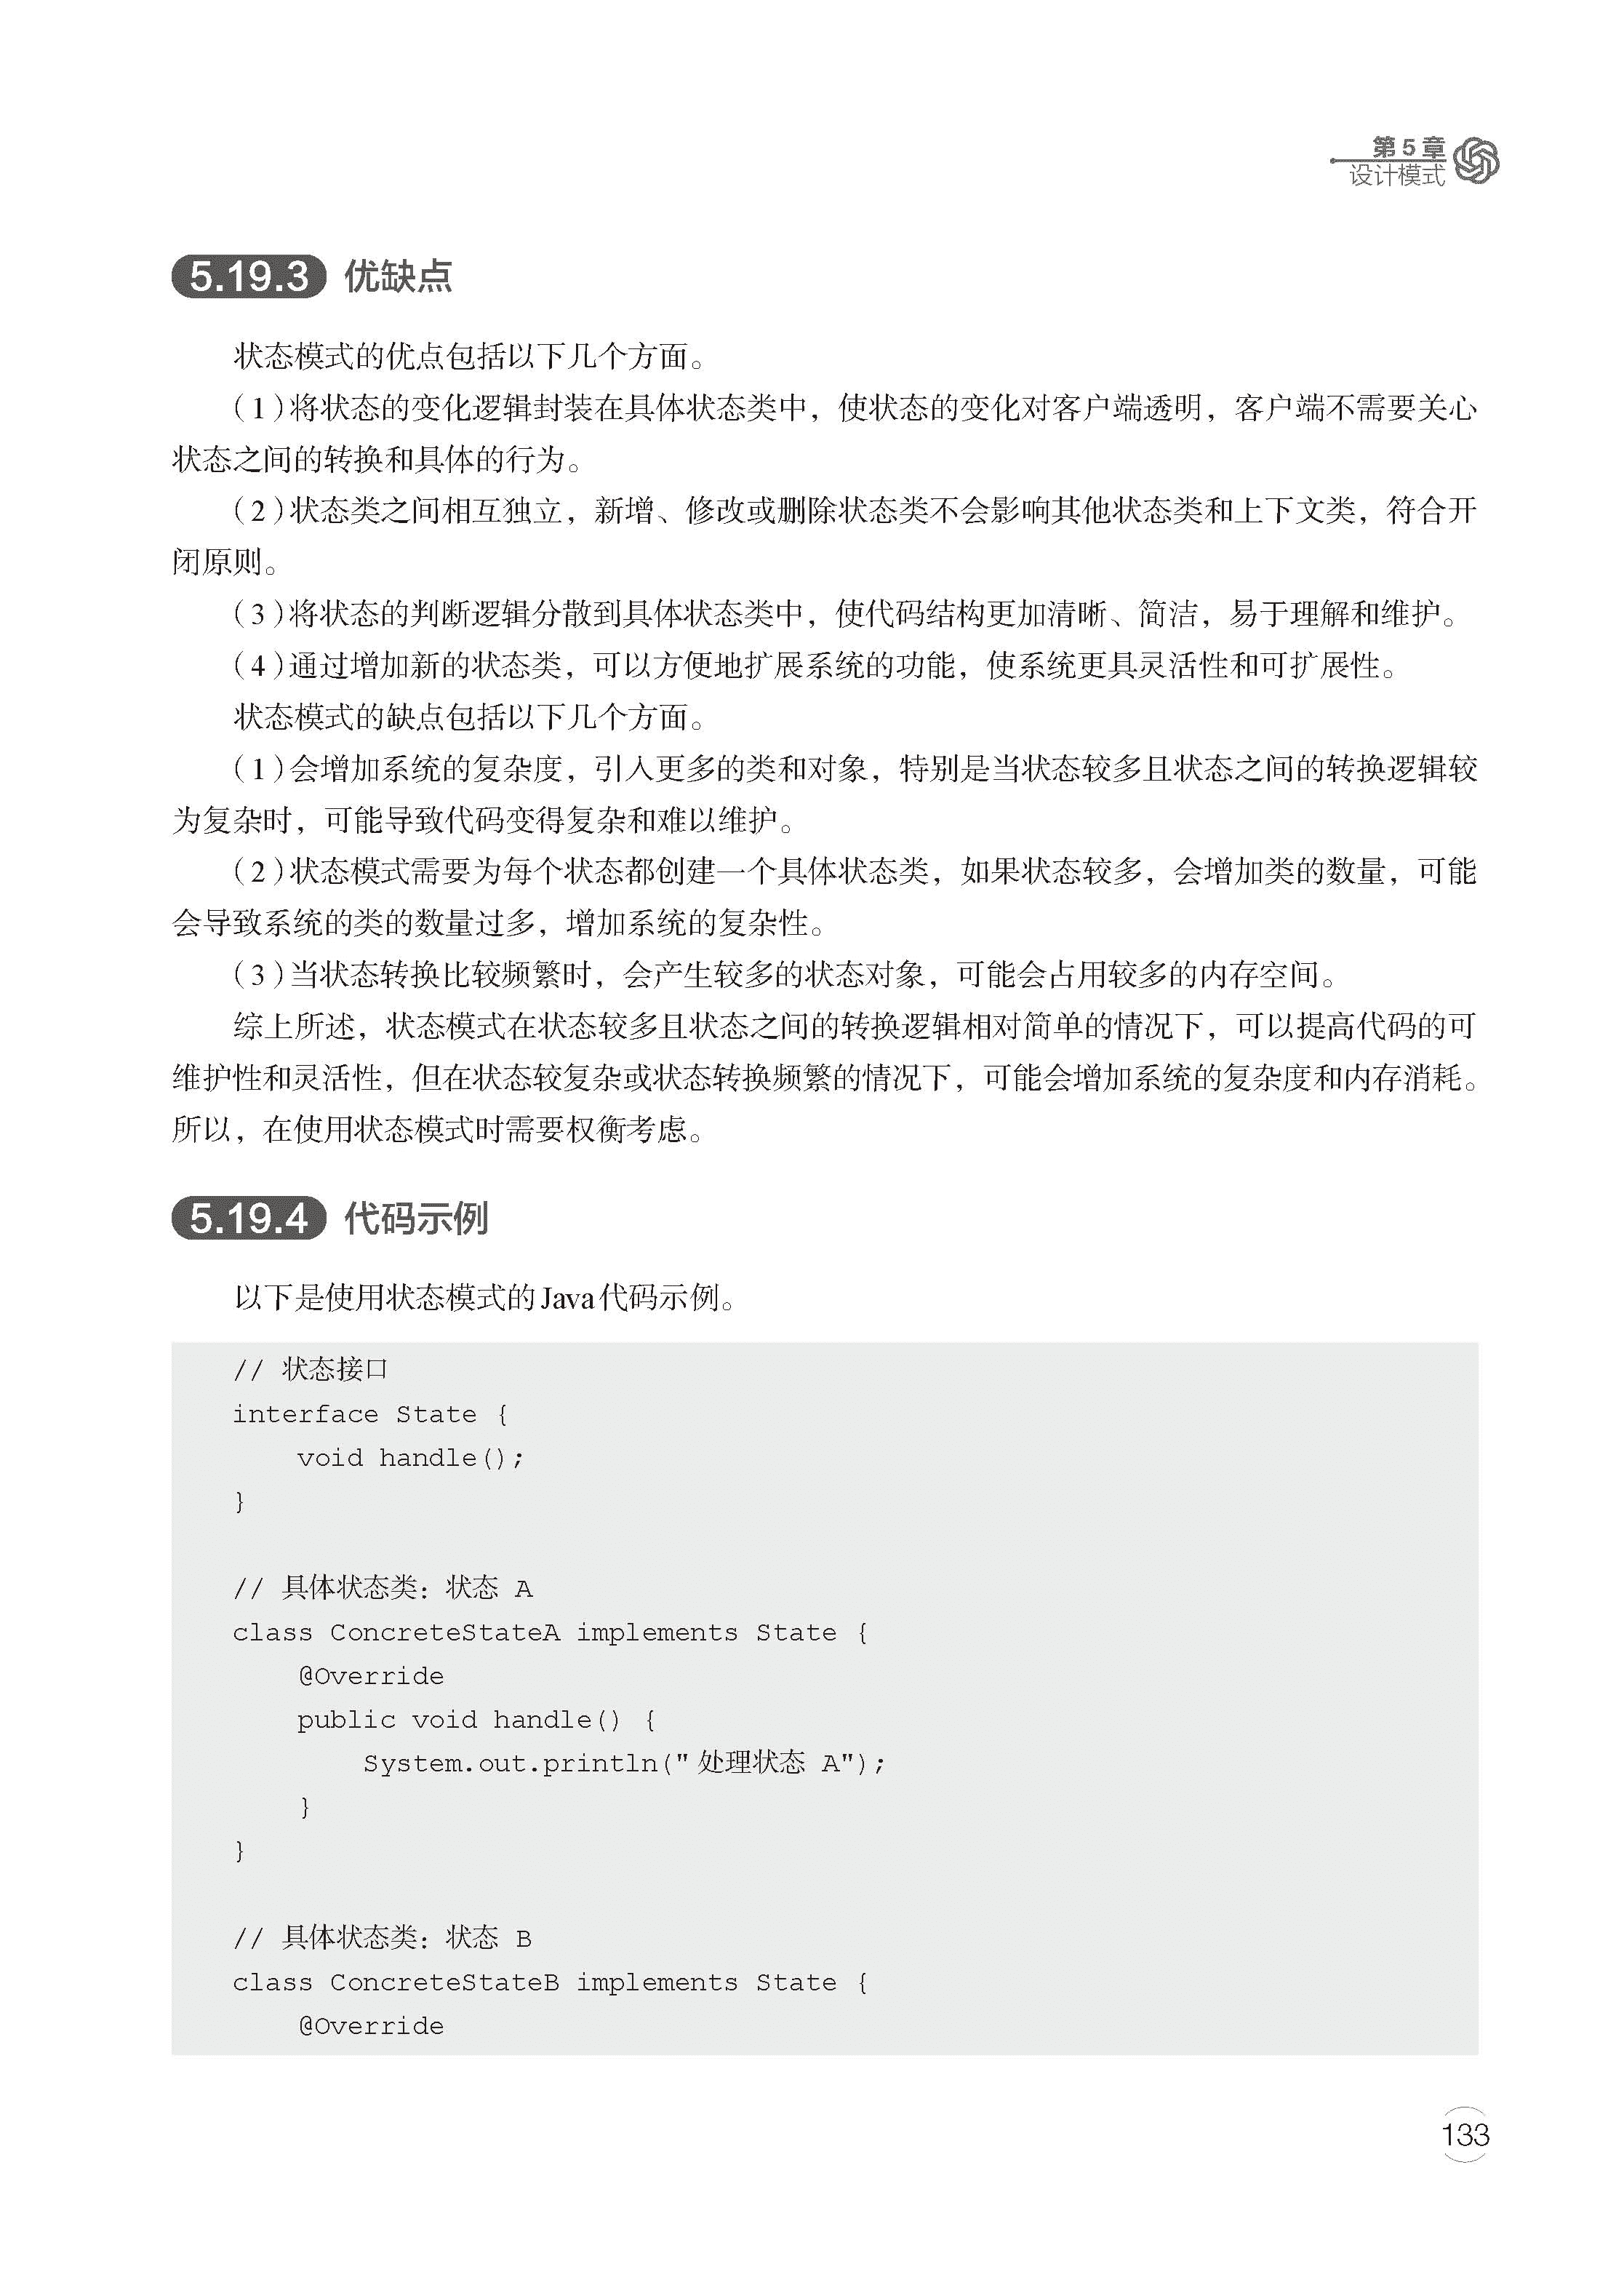 第5章
设计模式
5.19.3 优缺点
状态模式的优点包括以下几个方面。
（1）将状态的变化逻辑封装在具体状态类中，使状态的变化对客户端透明，客户端不需要关心
状态之间的转换和具体的行为。
（2）状态类之间相互独立，新增、修改或删除状态类不会影响其他状态类和上下文类，符合开
闭原则。
（3）将状态的判断逻辑分散到具体状态类中，使代码结构更加清晰、简洁，易于理解和维护。
（4）通过增加新的状态类，可以方便地扩展系统的功能，使系统更具灵活性和可扩展性。
状态模式的缺点包括以下几个方面。
（1）会增加系统的复杂度，引入更多的类和对象，特别是当状态较多且状态之间的转换逻辑较
为复杂时，可能导致代码变得复杂和难以维护。
（2）状态模式需要为每个状态都创建一个具体状态类，如果状态较多，会增加类的数量，可能
会导致系统的类的数量过多，增加系统的复杂性。
（3）当状态转换比较频繁时，会产生较多的状态对象，可能会占用较多的内存空间。
综上所述，状态模式在状态较多且状态之间的转换逻辑相对简单的情况下，可以提高代码的可
维护性和灵活性，但在状态较复杂或状态转换频繁的情况下，可能会增加系统的复杂度和内存消耗。
所以，在使用状态模式时需要权衡考虑。
5.19.4 代码示例
以下是使用状态模式的Java代码示例。
// 状态接口
interface State {
    void handle();
}
// 具体状态类：状态 A
class ConcreteStateA implements State {
    @Override
    public void handle() {
        System.out.println("处理状态 A");
    }
}
// 具体状态类：状态 B
class ConcreteStateB implements State {
    @Override
133